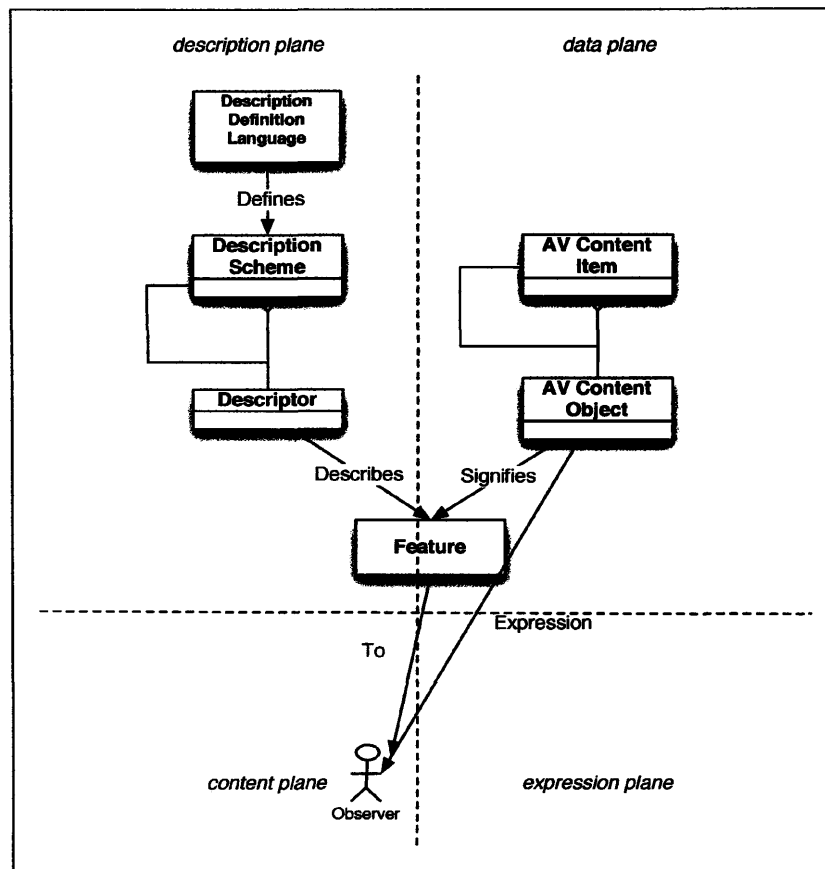 description plane
data plane
Description
Definition
Language
Defines
Description
Scheme
AV Content
Item
Descriptor
AV Content
Object
Describes
Signifies
Feature
Expression
To
content plane
expression plane
Observer